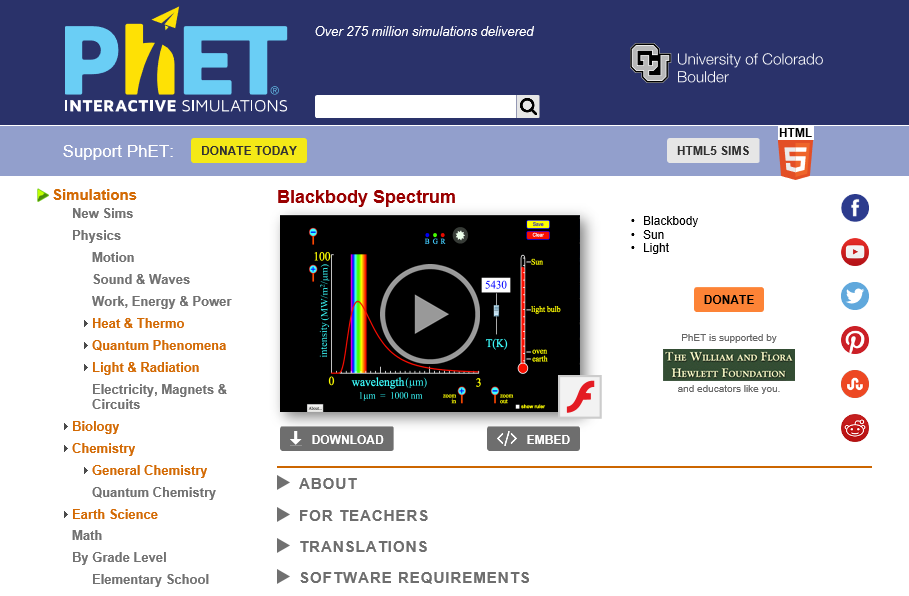 PhET®
INTERACTIVE SIMULATIONS
Over 275 million simulations delivered
CU
University of Colorado
Boulder
Support PhET:
DONATE TODAY
HTML5 SIMS
HTML
5
Simulations
New Sims
Physics
Motion
Sound & Waves
Work, Energy & Power
Heat & Thermo
Quantum Phenomena
Light & Radiation
Electricity, Magnets &
Circuits
Biology
Chemistry
General Chemistry
Quantum Chemistry
Earth Science
Math
By Grade Level
Elementary School
Blackbody Spectrum
Save
Clear
B G R
100
intensity (MW/m²/µm)
Sun
5430
light bulb
T(K)
oven
earth
0
wavelength(µm)
3
1µm = 1000 nm
zoom
in
zoom
out
About...
show ruler
DOWNLOAD
</> EMBED
• Blackbody
• Sun
• Light
DONATE
PhET is supported by
THE WILLIAM AND FLORA
HEWLETT FOUNDATION
and educators like you.
ABOUT
FOR TEACHERS
TRANSLATIONS
SOFTWARE REQUIREMENTS